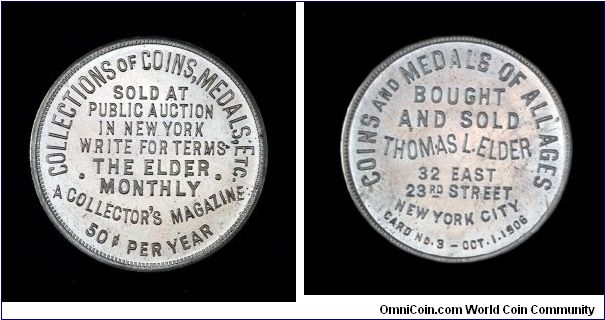 COLLECTIONS OF COINS, MEDALS, ETC.
SOLD AT
PUBLIC AUCTION
IN NEW YORK
WRITE FOR TERMS
· THE ELDER ·
MONTHLY
A COLLECTOR'S MAGAZINE
50¢ PER YEAR
COINS AND MEDALS OF ALL AGES
BOUGHT
AND SOLD
THOMAS L. ELDER
32 EAST
23RD STREET
NEW YORK CITY
CARD NO. 3 - OCT. 1. 1906
OmniCoin.com World Coin Community